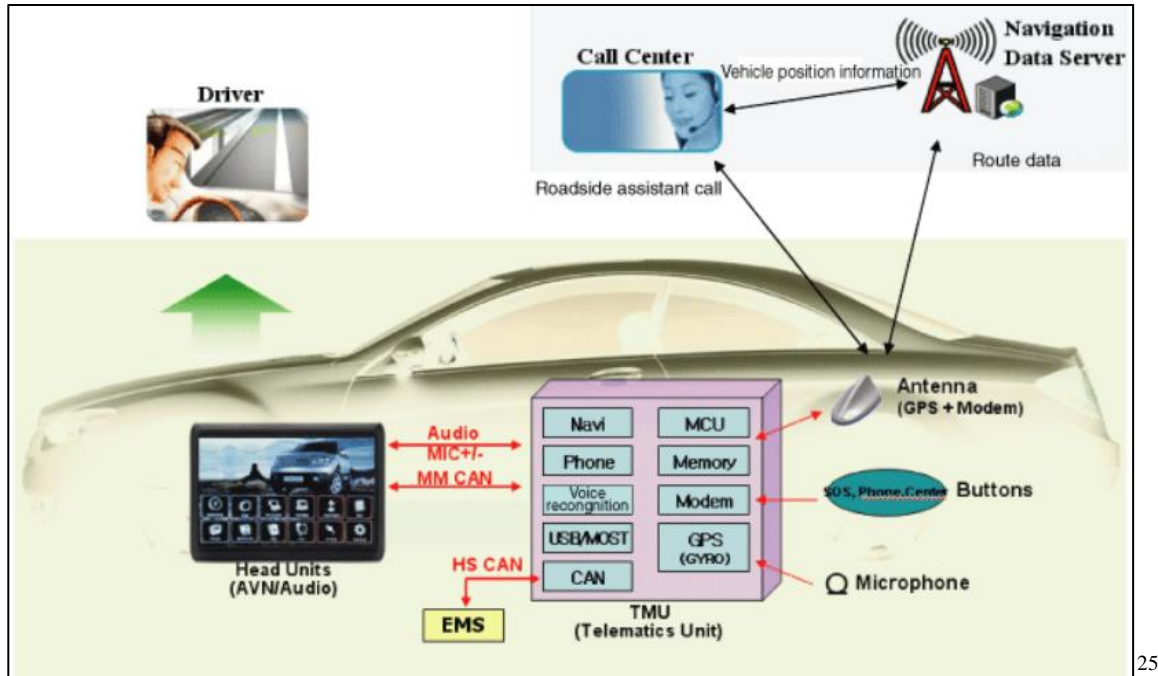 Driver
Call Center
Navigation
Data Server
Vehicle position information
Route data
Roadside assistant call
Antenna
(GPS + Modem)
Audio
MIC+/-
MM CAN
Navi
Phone
Voice
recongnition
USB/MOST
CAN
MCU
Memory
Modem
GPS
(GYRO)
SOS, Phone,Center
Buttons
Microphone
Head Units
(AVN/Audio)
HS CAN
EMS
TMU
(Telematics Unit)
25